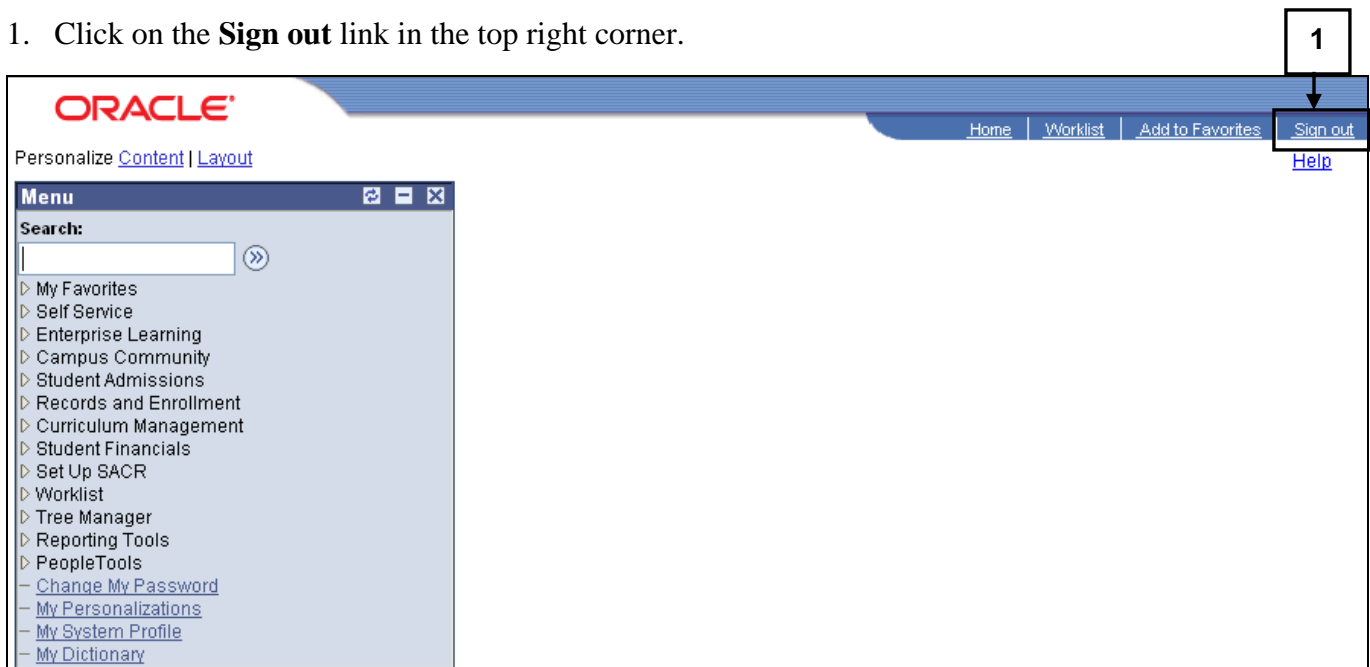 1. Click on the Sign out link in the top right corner.
1
ORACLE
Home | Worklist | Add to Favorites | Sign out
Personalize Content | Layout
Help
Menu
Search:
My Favorites
Self Service
Enterprise Learning
Campus Community
Student Admissions
Records and Enrollment
Curriculum Management
Student Financials
Set Up SACR
Worklist
Tree Manager
Reporting Tools
PeopleTools
Change My Password
My Personalizations
My System Profile
My Dictionary